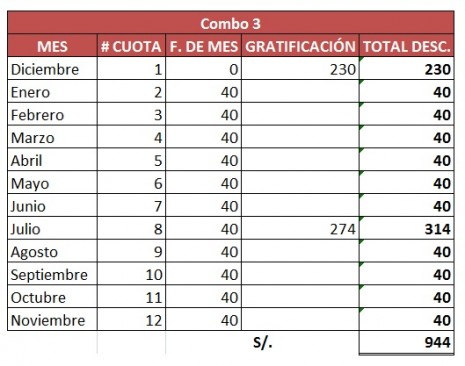 Combo 3
MES # CUOTA F. DE MES GRATIFICACIÓN TOTAL DESC.
Diciembre 1 0 230 230
Enero 2 40 40
Febrero 3 40 40
Marzo 4 40 40
Abril 5 40 40
Mayo 6 40 40
Junio 7 40 40
Julio 8 40 274 314
Agosto 9 40 40
Septiembre 10 40 40
Octubre 11 40 40
Noviembre 12 40 40
S/. 944